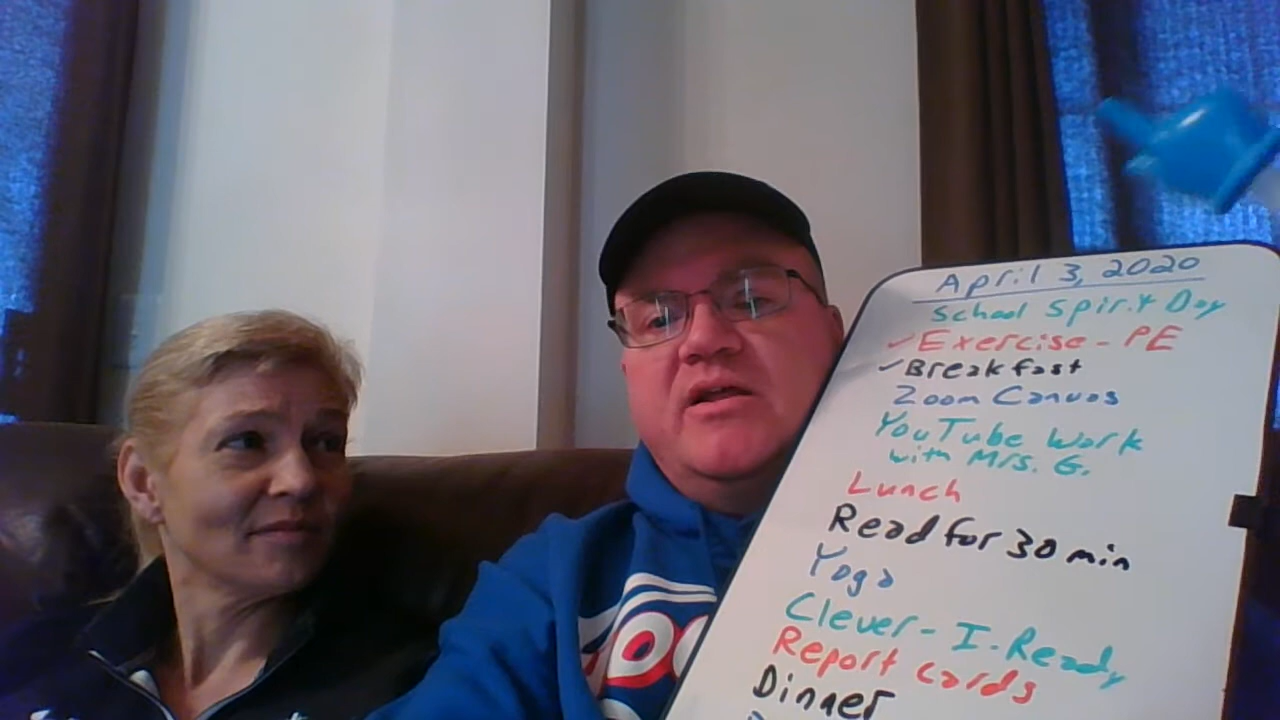 April 3, 2020
School Spirit Day
✓Exercise - PE
✓Breakfast
Zoom Canvas
YouTube Work
with Mrs. G.
Lunch
Read for 30 min
Yoga
Clever - I-Ready
Report Cards
Dinner